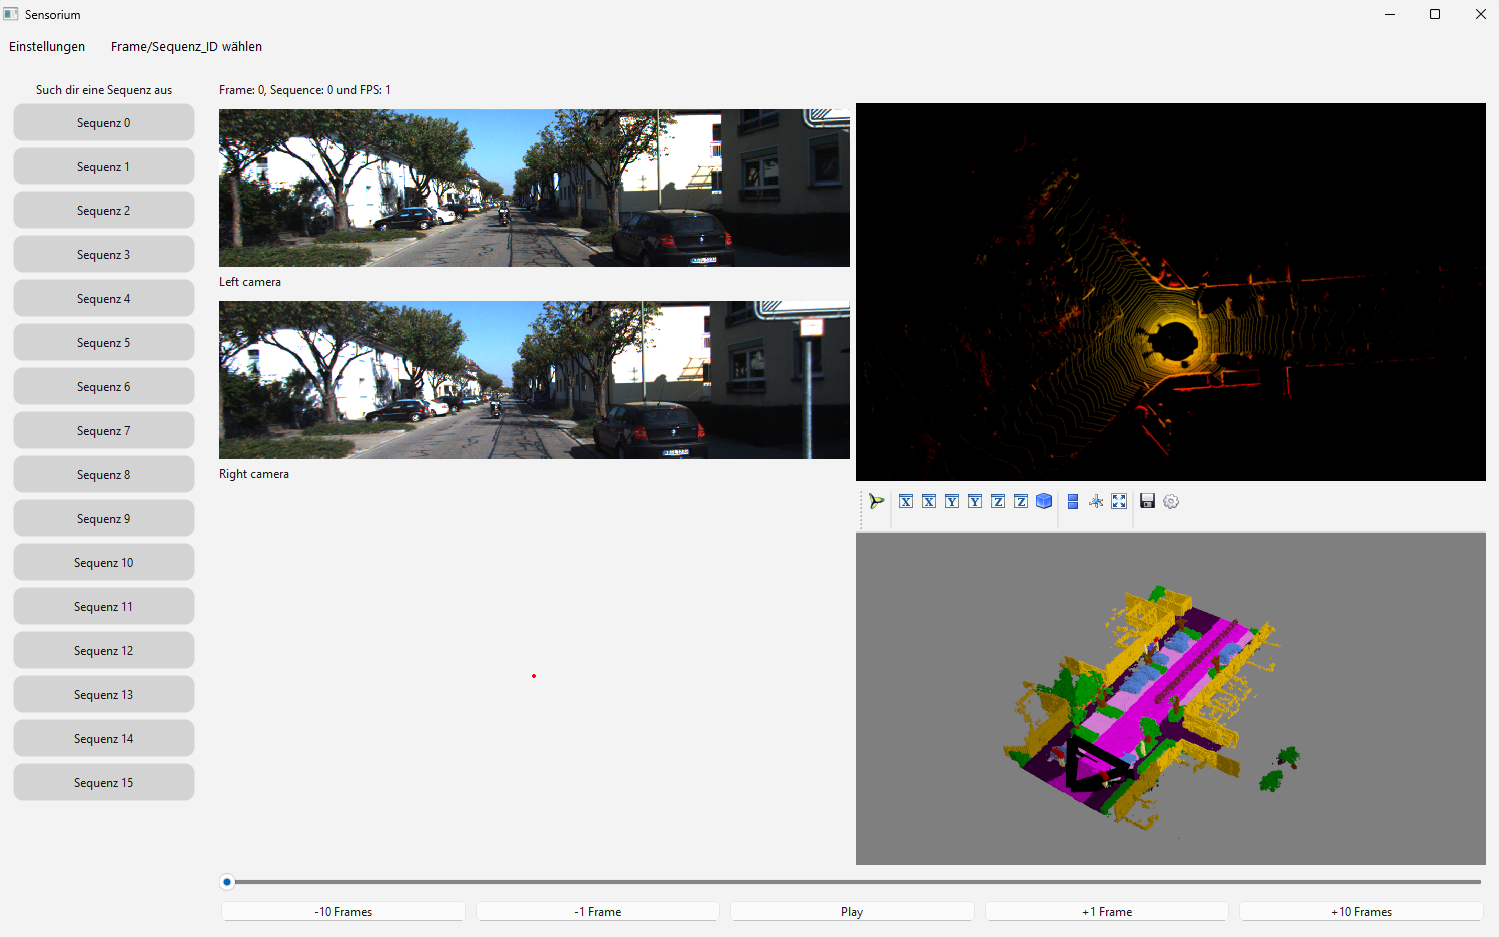 Sensorium
Einstellungen Frame/Sequenz_ID wählen
Such dir eine Sequenz aus
Sequenz 0
Sequenz 1
Sequenz 2
Sequenz 3
Sequenz 4
Sequenz 5
Sequenz 6
Sequenz 7
Sequenz 8
Sequenz 9
Sequenz 10
Sequenz 11
Sequenz 12
Sequenz 13
Sequenz 14
Sequenz 15
Frame: 0, Sequence: 0 und FPS: 1
Left camera
Right camera
X X Y Y Z Z
-10 Frames -1 Frame Play +1 Frame +10 Frames